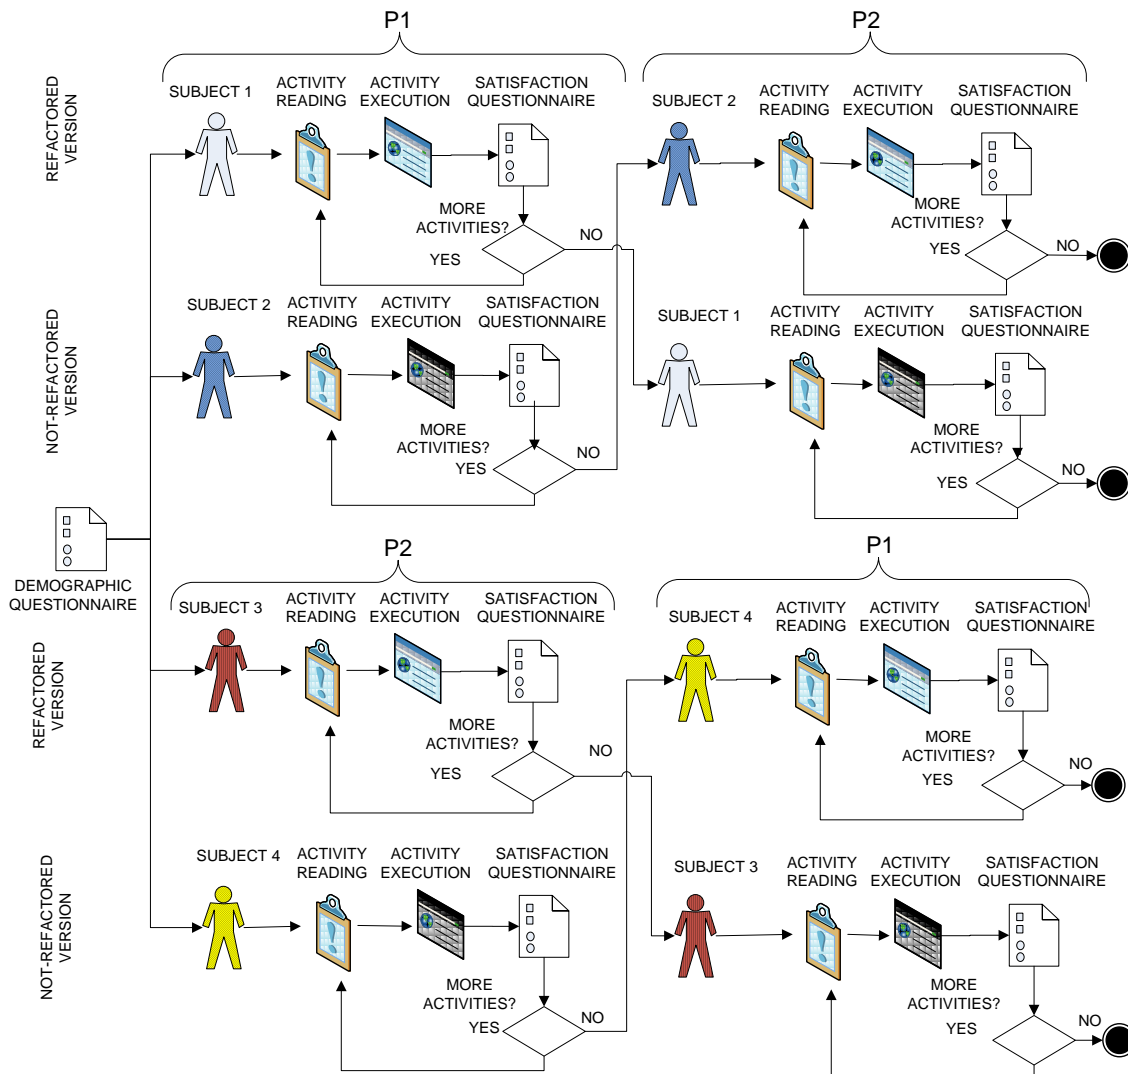 P1
P2
REFACTORED
VERSION
SUBJECT 1
ACTIVITY
READING
ACTIVITY
EXECUTION
SATISFACTION
QUESTIONNAIRE
MORE
ACTIVITIES?
YES
NO
SUBJECT 2
ACTIVITY
READING
ACTIVITY
EXECUTION
SATISFACTION
QUESTIONNAIRE
MORE
ACTIVITIES?
YES
NO
NOT-REFACTORED
VERSION
SUBJECT 2
ACTIVITY
READING
ACTIVITY
EXECUTION
SATISFACTION
QUESTIONNAIRE
MORE
ACTIVITIES?
YES
NO
SUBJECT 1
ACTIVITY
READING
ACTIVITY
EXECUTION
SATISFACTION
QUESTIONNAIRE
MORE
ACTIVITIES?
YES
NO
DEMOGRAPHIC
QUESTIONNAIRE
P2
P1
REFACTORED
VERSION
SUBJECT 3
ACTIVITY
READING
ACTIVITY
EXECUTION
SATISFACTION
QUESTIONNAIRE
MORE
ACTIVITIES?
YES
NO
SUBJECT 4
ACTIVITY
READING
ACTIVITY
EXECUTION
SATISFACTION
QUESTIONNAIRE
MORE
ACTIVITIES?
YES
NO
NOT-REFACTORED
VERSION
SUBJECT 4
ACTIVITY
READING
ACTIVITY
EXECUTION
SATISFACTION
QUESTIONNAIRE
MORE
ACTIVITIES?
YES
NO
SUBJECT 3
ACTIVITY
READING
ACTIVITY
EXECUTION
SATISFACTION
QUESTIONNAIRE
MORE
ACTIVITIES?
YES
NO